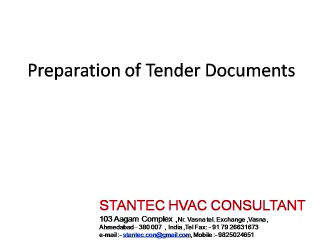 Preparation of Tender Documents
STANTEC HVAC CONSULTANT
103 Aagam Complex , Nr. Vasna tel. Exchange ,Vasna,
Ahmedabad - 380 007 , India ,Tel Fax: - 91 79 26631673
e-mail :- stantec.con@gmail.com, Mobile :- 9825024651